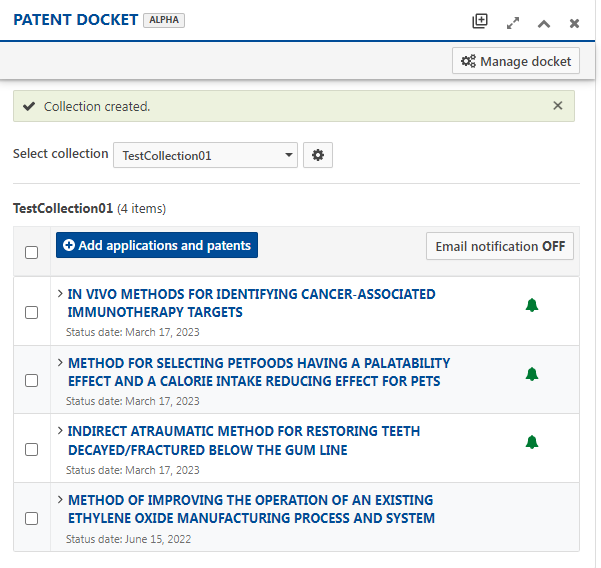 PATENT DOCKET ALPHA
Manage docket
Collection created.
Select collection TestCollection01
TestCollection01 (4 items)
Add applications and patents Email notification OFF
IN VIVO METHODS FOR IDENTIFYING CANCER-ASSOCIATED
IMMUNOTHERAPY TARGETS
Status date: March 17, 2023
METHOD FOR SELECTING PETFOODS HAVING A PALATABILITY
EFFECT AND A CALORIE INTAKE REDUCING EFFECT FOR PETS
Status date: March 17, 2023
INDIRECT ATRAUMATIC METHOD FOR RESTORING TEETH
DECAYED/FRACTURED BELOW THE GUM LINE
Status date: March 17, 2023
METHOD OF IMPROVING THE OPERATION OF AN EXISTING
ETHYLENE OXIDE MANUFACTURING PROCESS AND SYSTEM
Status date: June 15, 2022